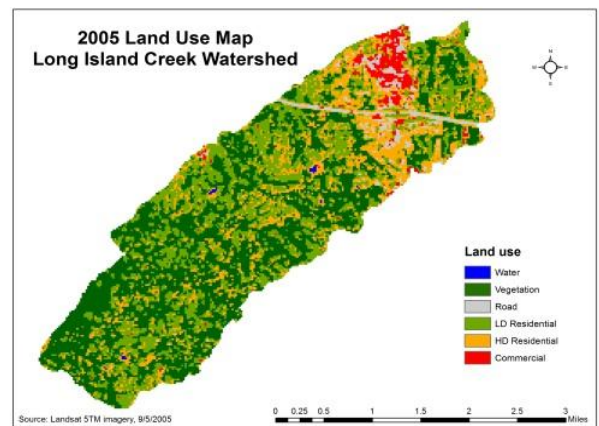 2005 Land Use Map
Long Island Creek Watershed
N
W E
S
Land use
Water
Vegetation
Road
LD Residential
HD Residential
Commercial
0 0.25 0.5 1 1.5 2 2.5 3
Miles
Source: Landsat 5TM imagery, 9/5/2005